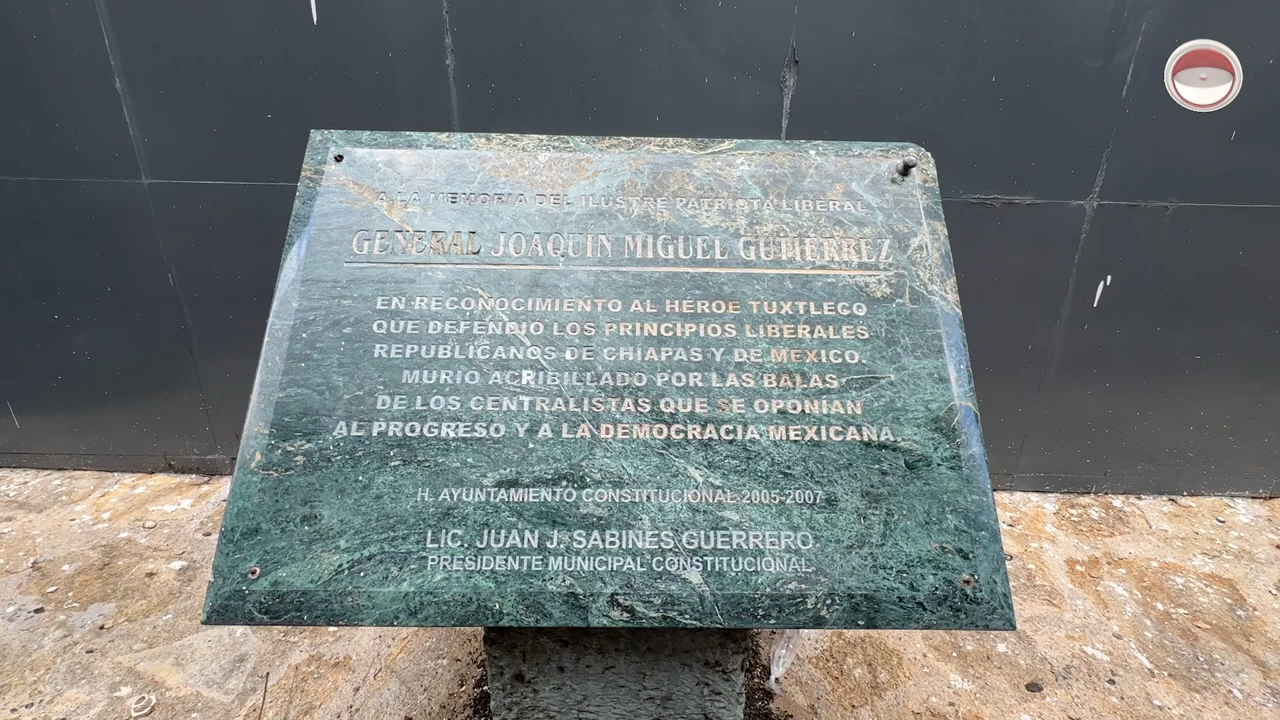 A LA MEMORIA DEL ILUSTRE PATRIOTA LIBERAL
GENERAL JOAQUIN MIGUEL GUTIÉRREZ
EN RECONOCIMIENTO AL HÉROE TUXTLECO
QUE DEFENDIO LOS PRINCIPIOS LIBERALES
REPUBLICANOS DE CHIAPAS Y DE MEXICO.
MURIO ACRIBILLADO POR LAS BALAS
DE LOS CENTRALISTAS QUE SE OPONÍAN
AL PROGRESO Y A LA DEMOCRACIA MEXICANA.
H. AYUNTAMIENTO CONSTITUCIONAL 2005-2007
LIC. JUAN J. SABINES GUERRERO
PRESIDENTE MUNICIPAL CONSTITUCIONAL